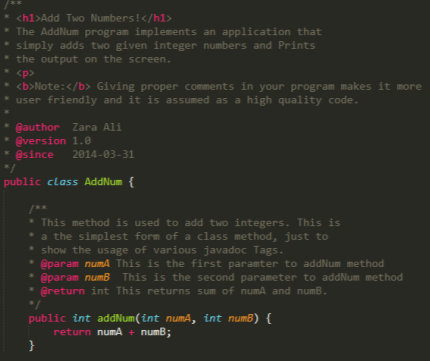 /**
* <h1>Add Two Numbers!</h1>
* The AddNum program implements an application that
* simply adds two given integer numbers and Prints
* the output on the screen.
* <p>
* <b>Note:</b> Giving proper comments in your program makes it more
* user friendly and it is assumed as a high quality code.
*
* @author Zara Ali
* @version 1.0
* @since 2014-03-31
*/
public class AddNum {
/**
* This method is used to add two integers. This is
* a the simplest form of a class method, just to
* show the usage of various javadoc Tags.
* @param numA This is the first paramter to addNum method
* @param numB This is the second parameter to addNum method
* @return int This returns sum of numA and numB.
*/
public int addNum(int numA, int numB) {
return numA + numB;
}